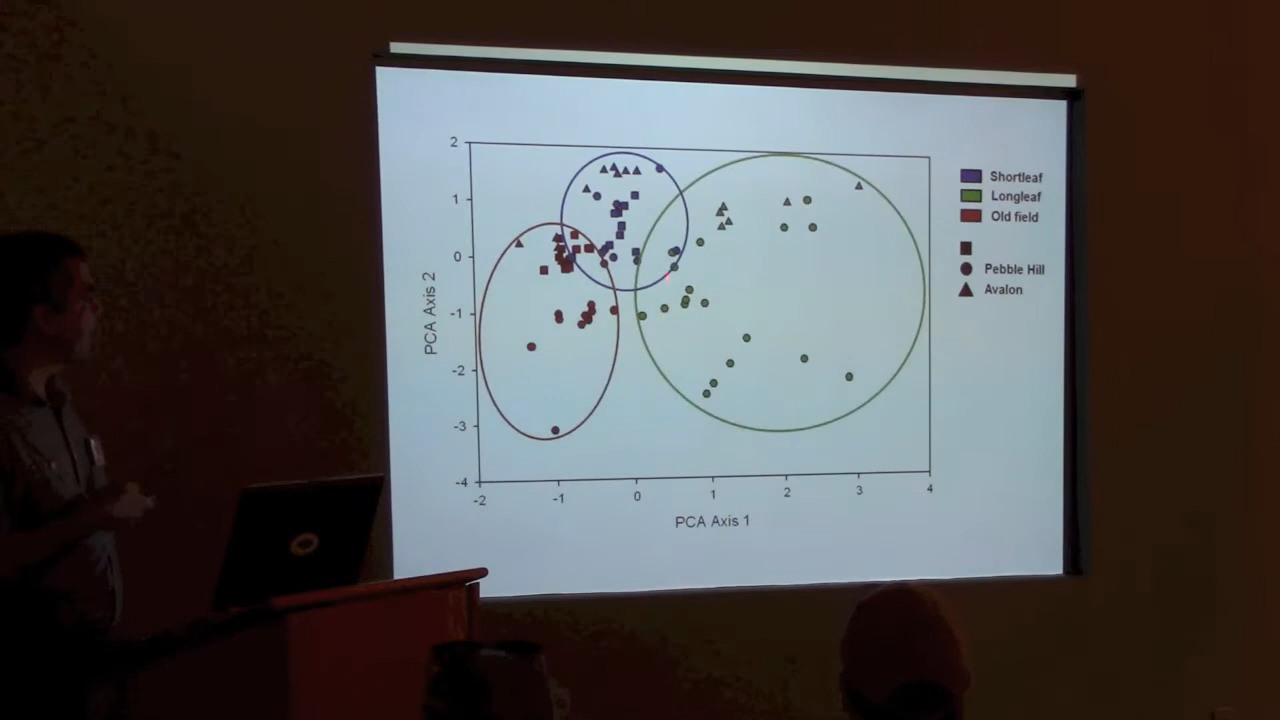 2
1
0
-1
-2
-3
-4
PCA Axis 2
-2 -1 0 1 2 3 4
PCA Axis 1
Shortleaf
Longleaf
Old field
Pebble Hill
Avalon